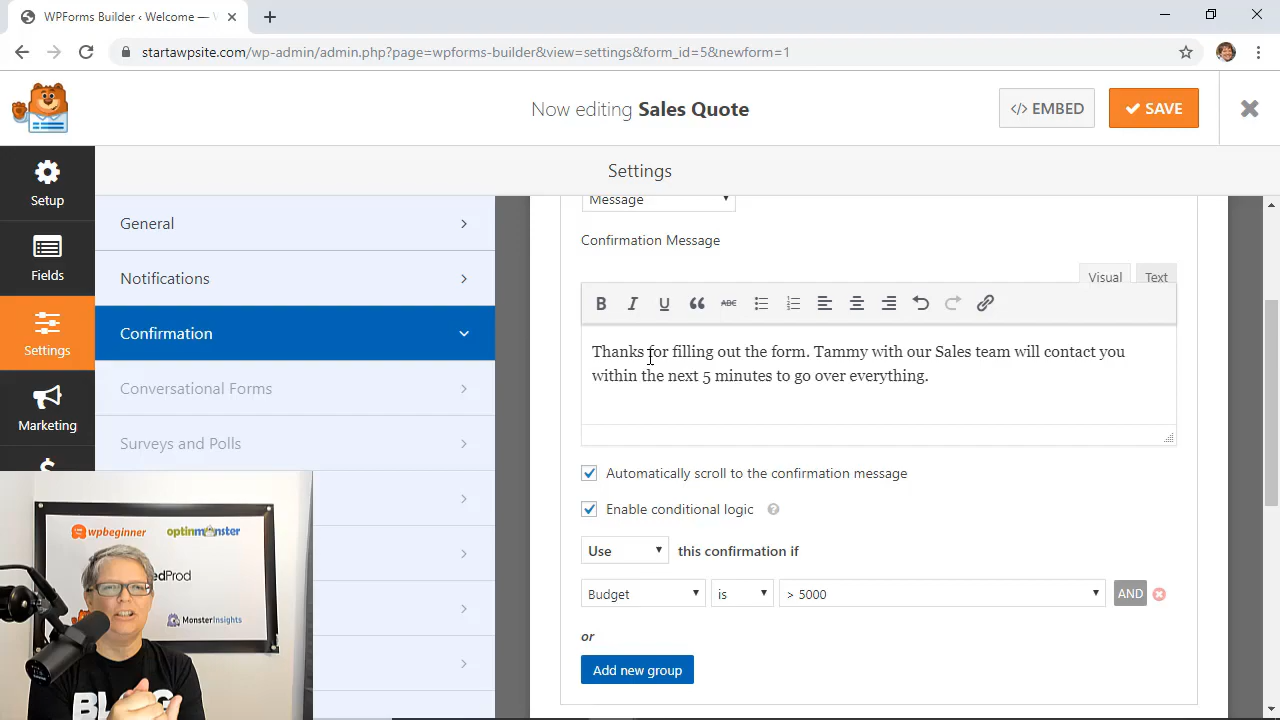 WPForms Builder ‹ Welcome —
startawpsite.com/wp-admin/admin.php?page=wpforms-builder&view=settings&form_id=5&newform=1
Now editing Sales Quote
</> EMBED
SAVE
Setup
Fields
Settings
Marketing
Settings
General
Notifications
Confirmation
Conversational Forms
Surveys and Polls
Message
Confirmation Message
Visual
Text
B I U ABC
Thanks for filling out the form. Tammy with our Sales team will contact you
within the next 5 minutes to go over everything.
Automatically scroll to the confirmation message
Enable conditional logic
?
Use
this confirmation if
Budget
is
> 5000
AND
or
Add new group
wpbeginner
optinmonster
edProd
MonsterInsights